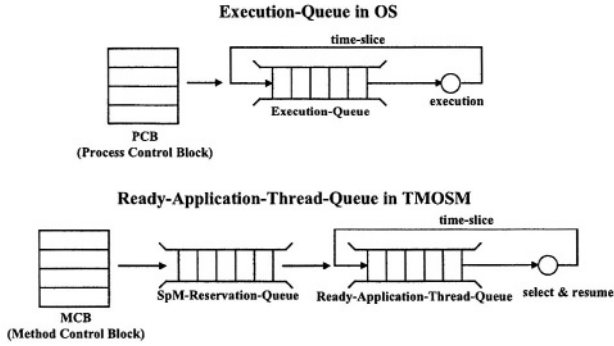 Execution-Queue in OS
time-slice
execution
Execution-Queue
PCB
(Process Control Block)
Ready-Application-Thread-Queue in TMOSM
time-slice
SpM-Reservation-Queue
Ready-Application-Thread-Queue
select & resume
MCB
(Method Control Block)